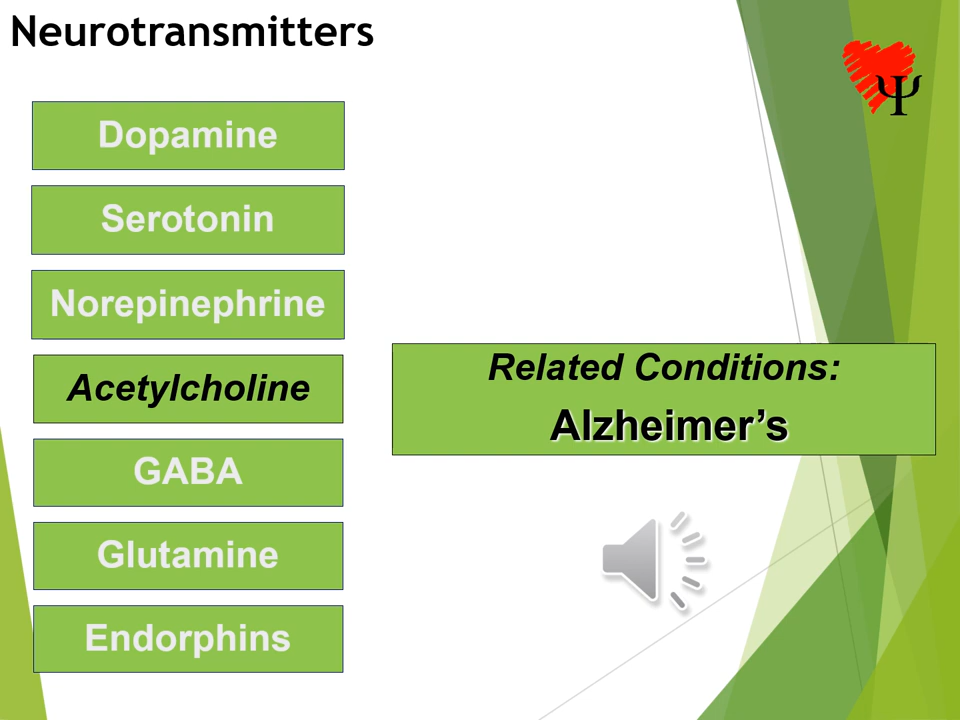 Neurotransmitters
Ψ
Dopamine
Serotonin
Norepinephrine
Acetylcholine
GABA
Glutamine
Endorphins
Related Conditions:
Alzheimer’s